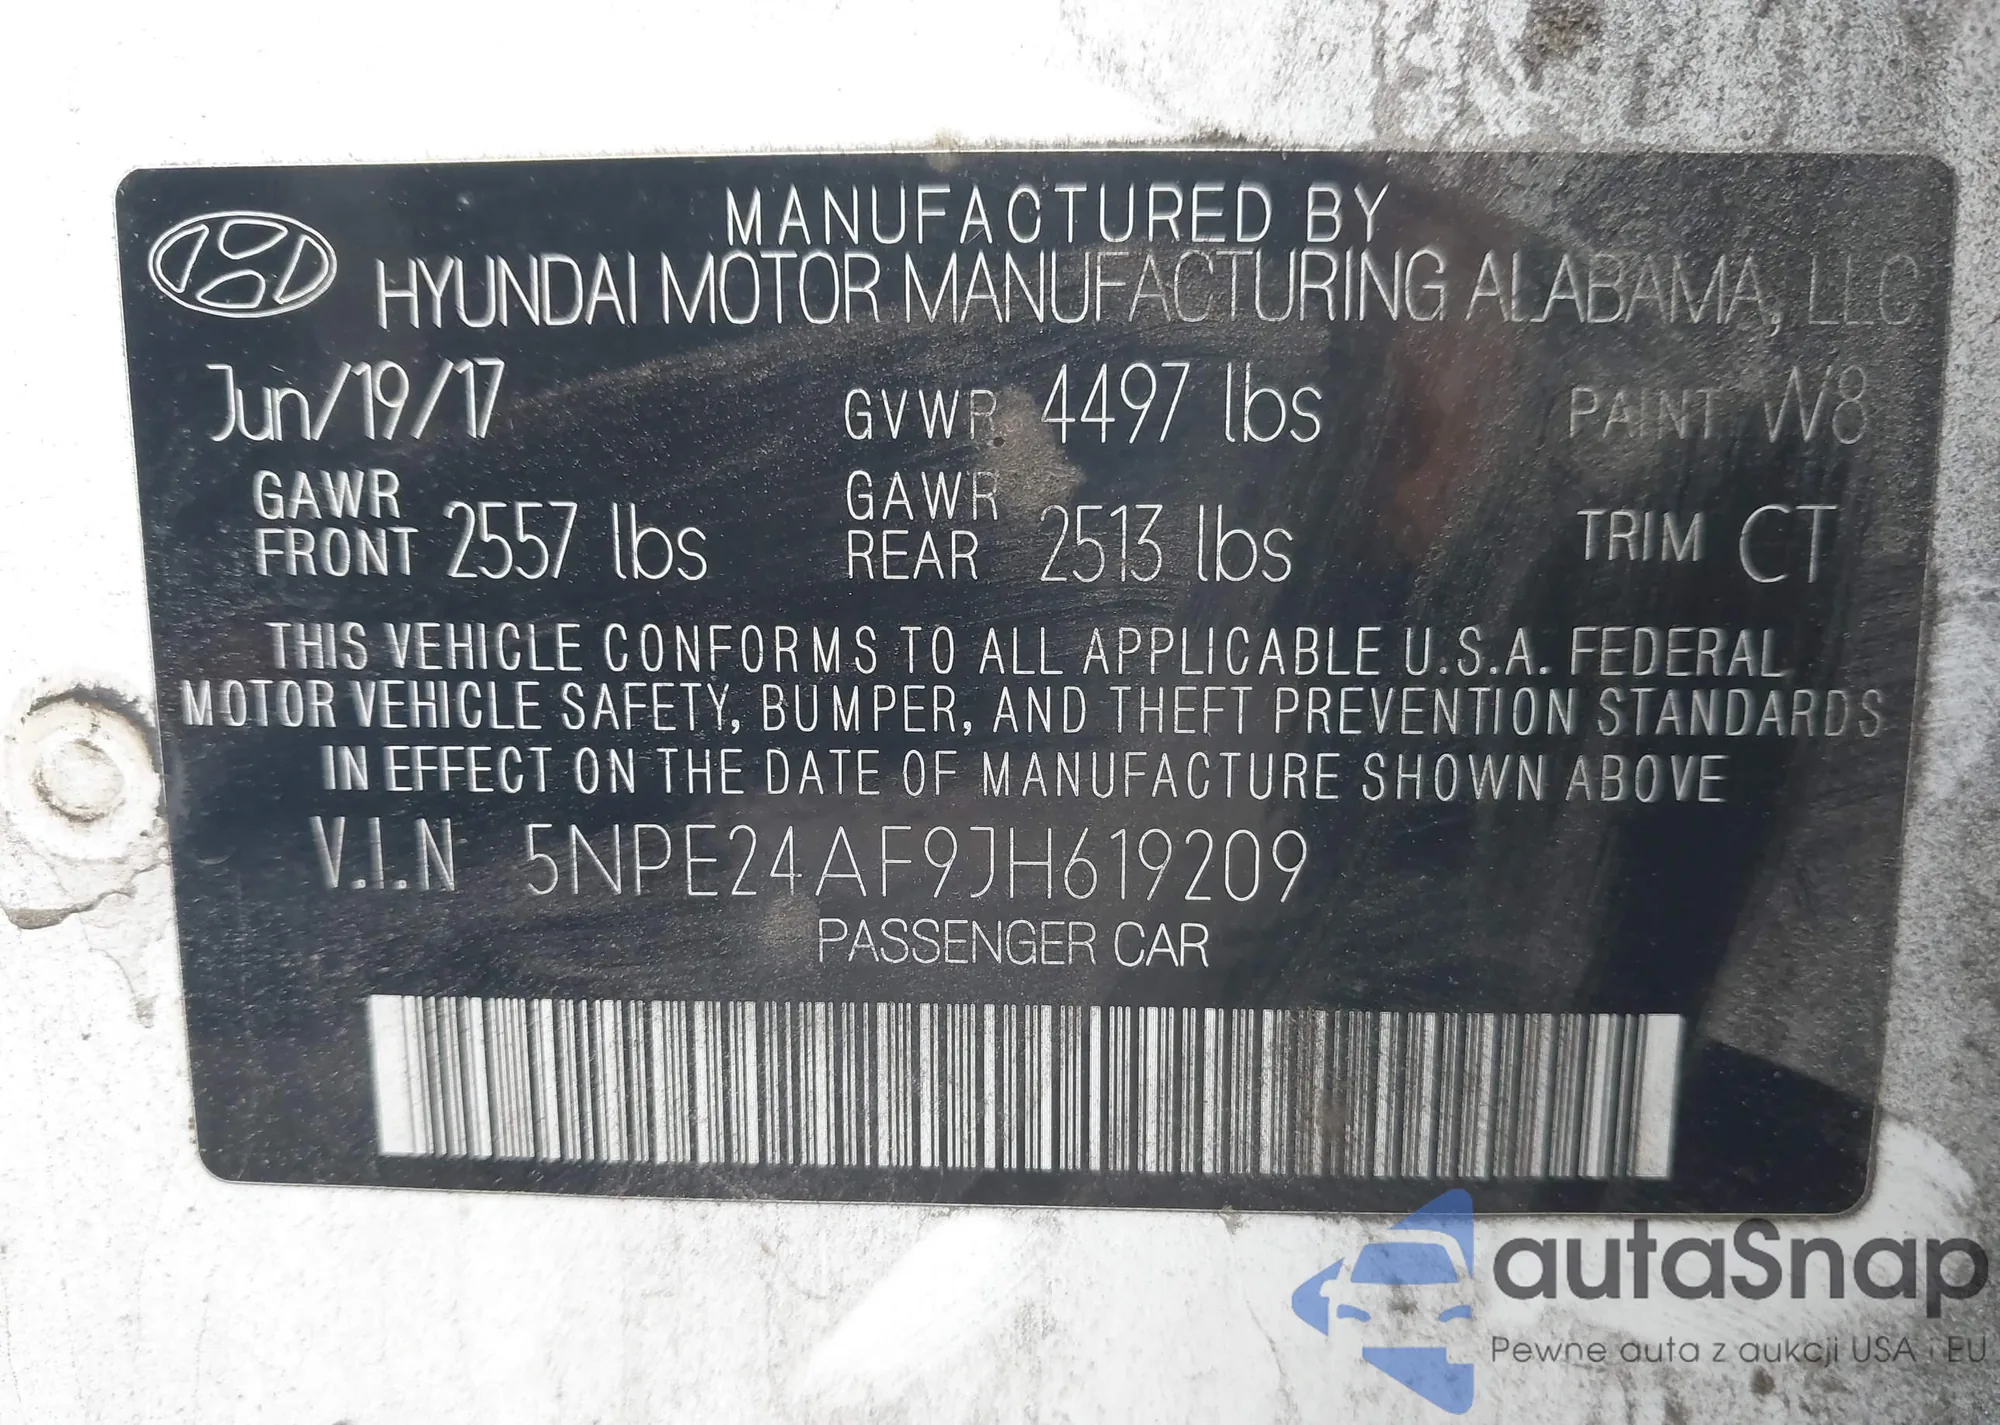 MANUFACTURED BY
HYUNDAI MOTOR MANUFACTURING ALABAMA, LLC
Jun/19/17 GVWR 4497 lbs PAINT W8
GAWR FRONT 2557 lbs GAWR REAR 2513 lbs TRIM CT
THIS VEHICLE CONFORMS TO ALL APPLICABLE U.S.A. FEDERAL
MOTOR VEHICLE SAFETY, BUMPER, AND THEFT PREVENTION STANDARDS
IN EFFECT ON THE DATE OF MANUFACTURE SHOWN ABOVE
V.I.N 5NPE24AF9JH619209
PASSENGER CAR
autaSnap
Pewne auta z aukcji USA i EU